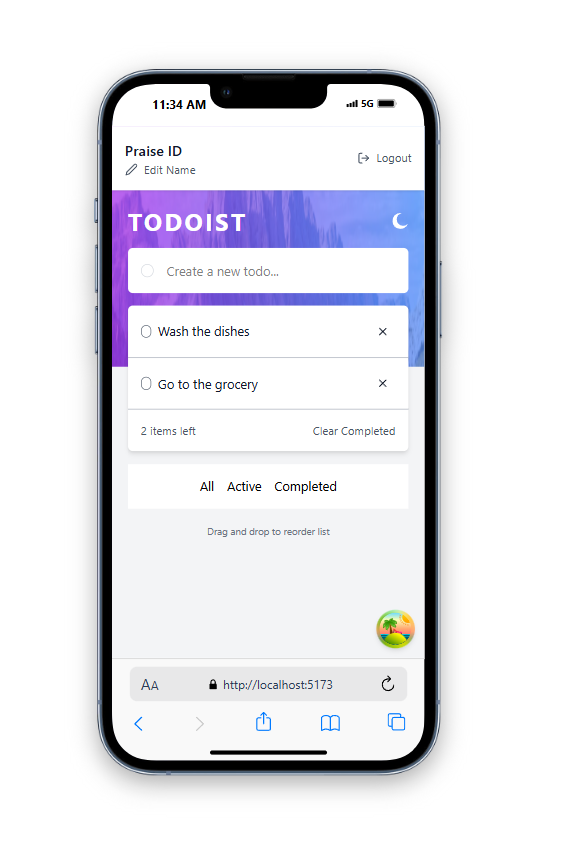 11:34 AM 5G
Praise ID
Edit Name
Logout
TODOIST
Create a new todo...
Wash the dishes
Go to the grocery
2 items left Clear Completed
All Active Completed
Drag and drop to reorder list
AA http://localhost:5173